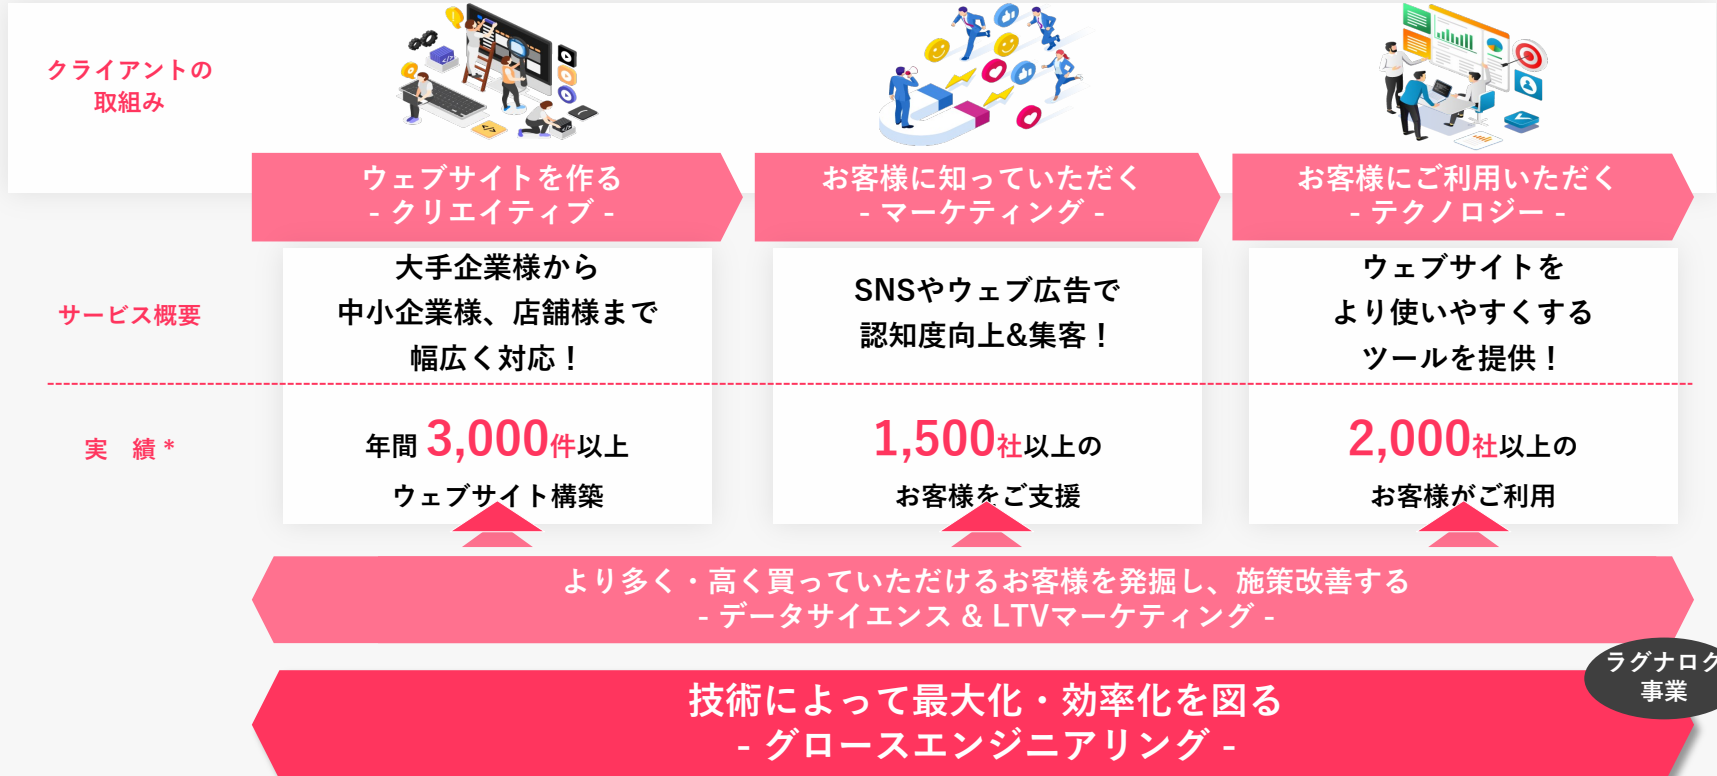 クライアントの
取組み
ウェブサイトを作る
- クリエイティブ -
お客様に知っていただく
- マーケティング -
お客様にご利用いただく
- テクノロジー -
サービス概要
大手企業様から
中小企業様、店舗様まで
幅広く対応！
SNSやウェブ広告で
認知度向上&集客！
ウェブサイトを
より使いやすくする
ツールを提供！
実　績 *
年間 3,000件以上
ウェブサイト構築
1,500社以上の
お客様をご支援
2,000社以上の
お客様がご利用
より多く・高く買っていただけるお客様を発掘し、施策改善する
- データサイエンス & LTVマーケティング -
ラグナログ
事業
技術によって最大化・効率化を図る
- グロースエンジニアリング -